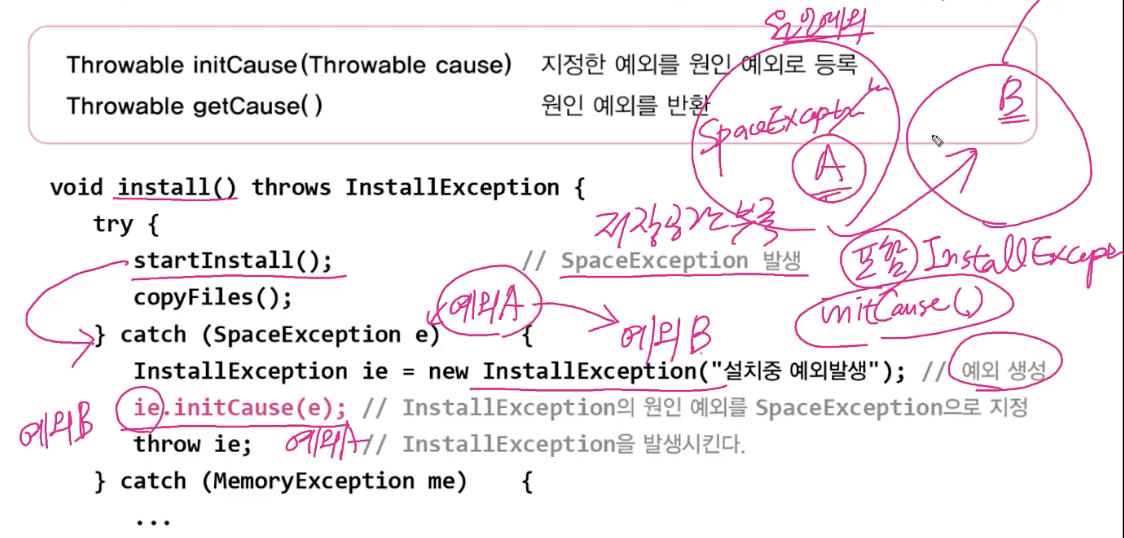 원인예외
Throwable initCause(Throwable cause) 지정한 예외를 원인 예외로 등록
Throwable getCause() 원인 예외를 반환
SpaceException
A
B
void install() throws InstallException {
try {
저장공간부족
startInstall(); // SpaceException 발생
포함 InstallExcep
copyFiles();
예외A
initCause()
} catch (SpaceException e) {
예외B
InstallException ie = new InstallException("설치중 예외발생"); // 예외 생성
ie.initCause(e); // InstallException의 원인 예외를 SpaceException으로 지정
예외B
throw ie; 예외A // InstallException을 발생시킨다.
} catch (MemoryException me) {
...